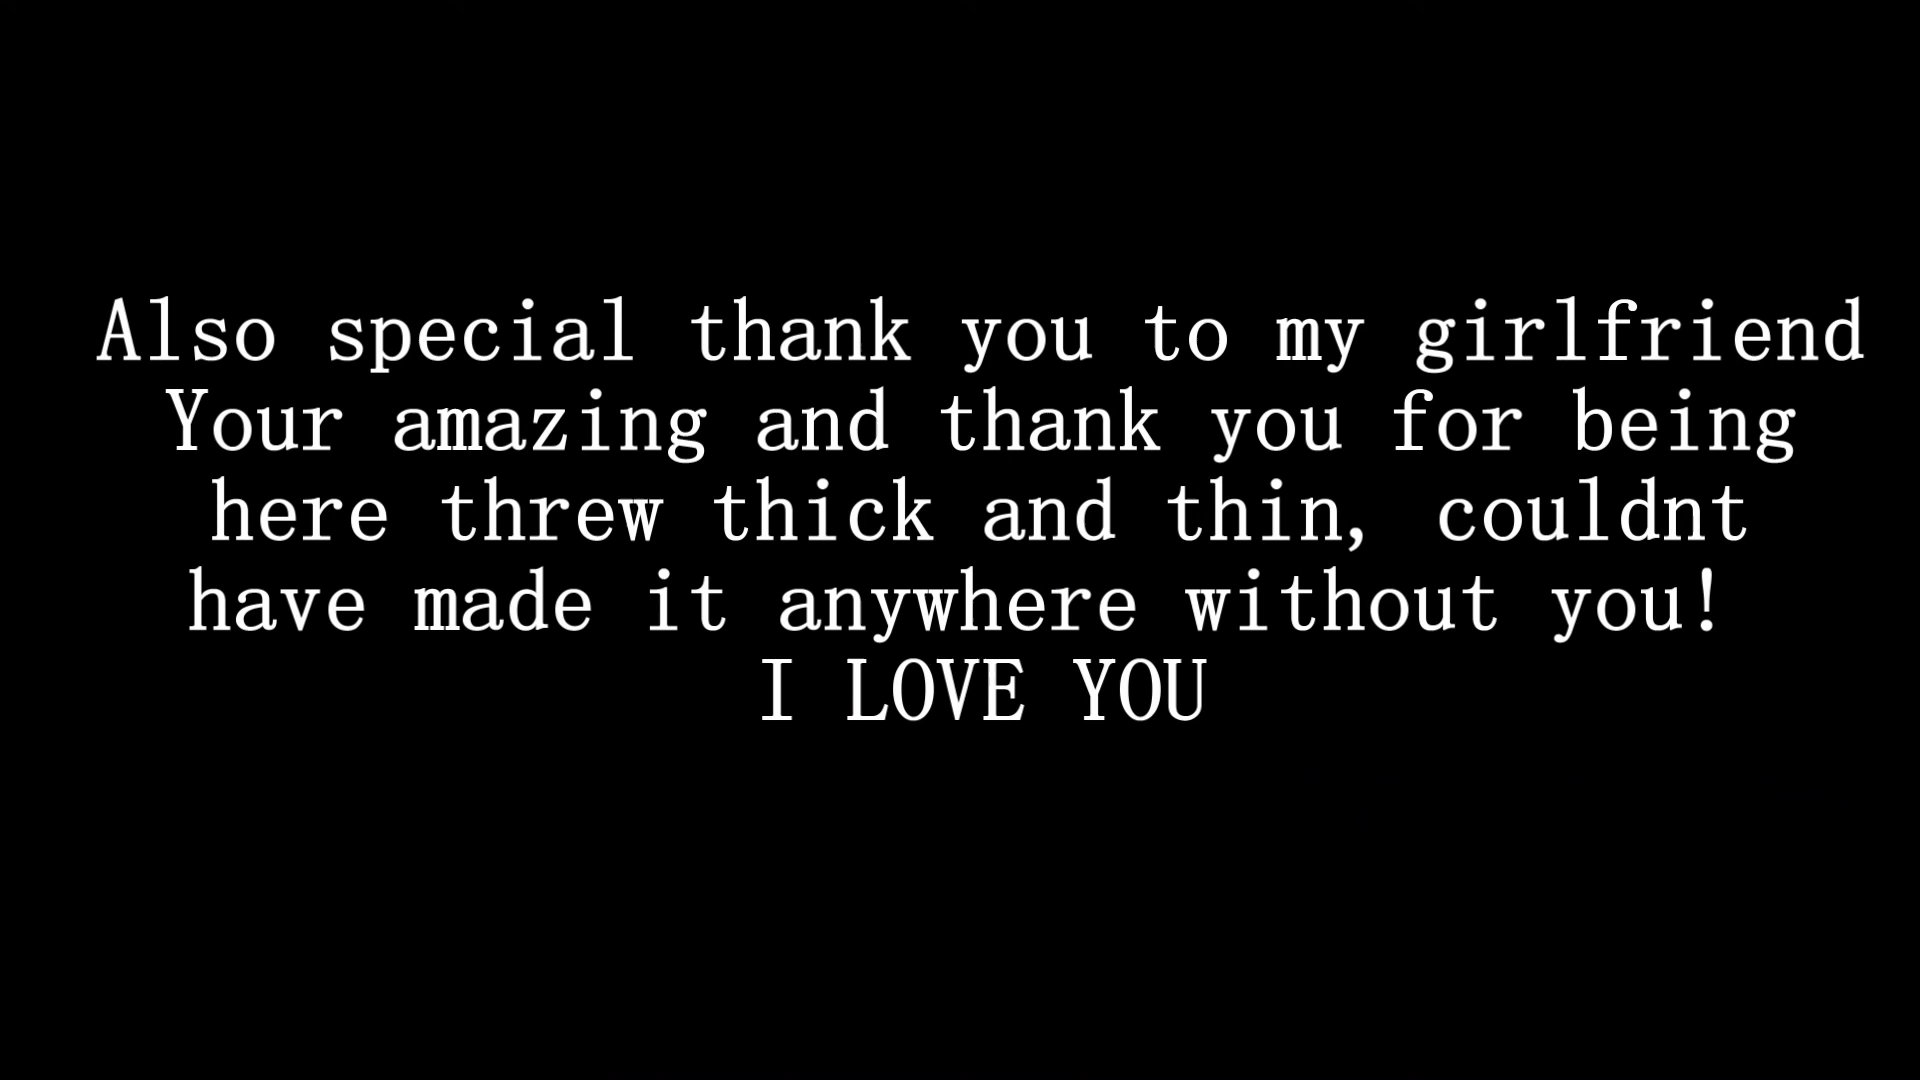 Also special thank you to my girlfriend
Your amazing and thank you for being
here threw thick and thin, couldnt
have made it anywhere without you!
I LOVE YOU